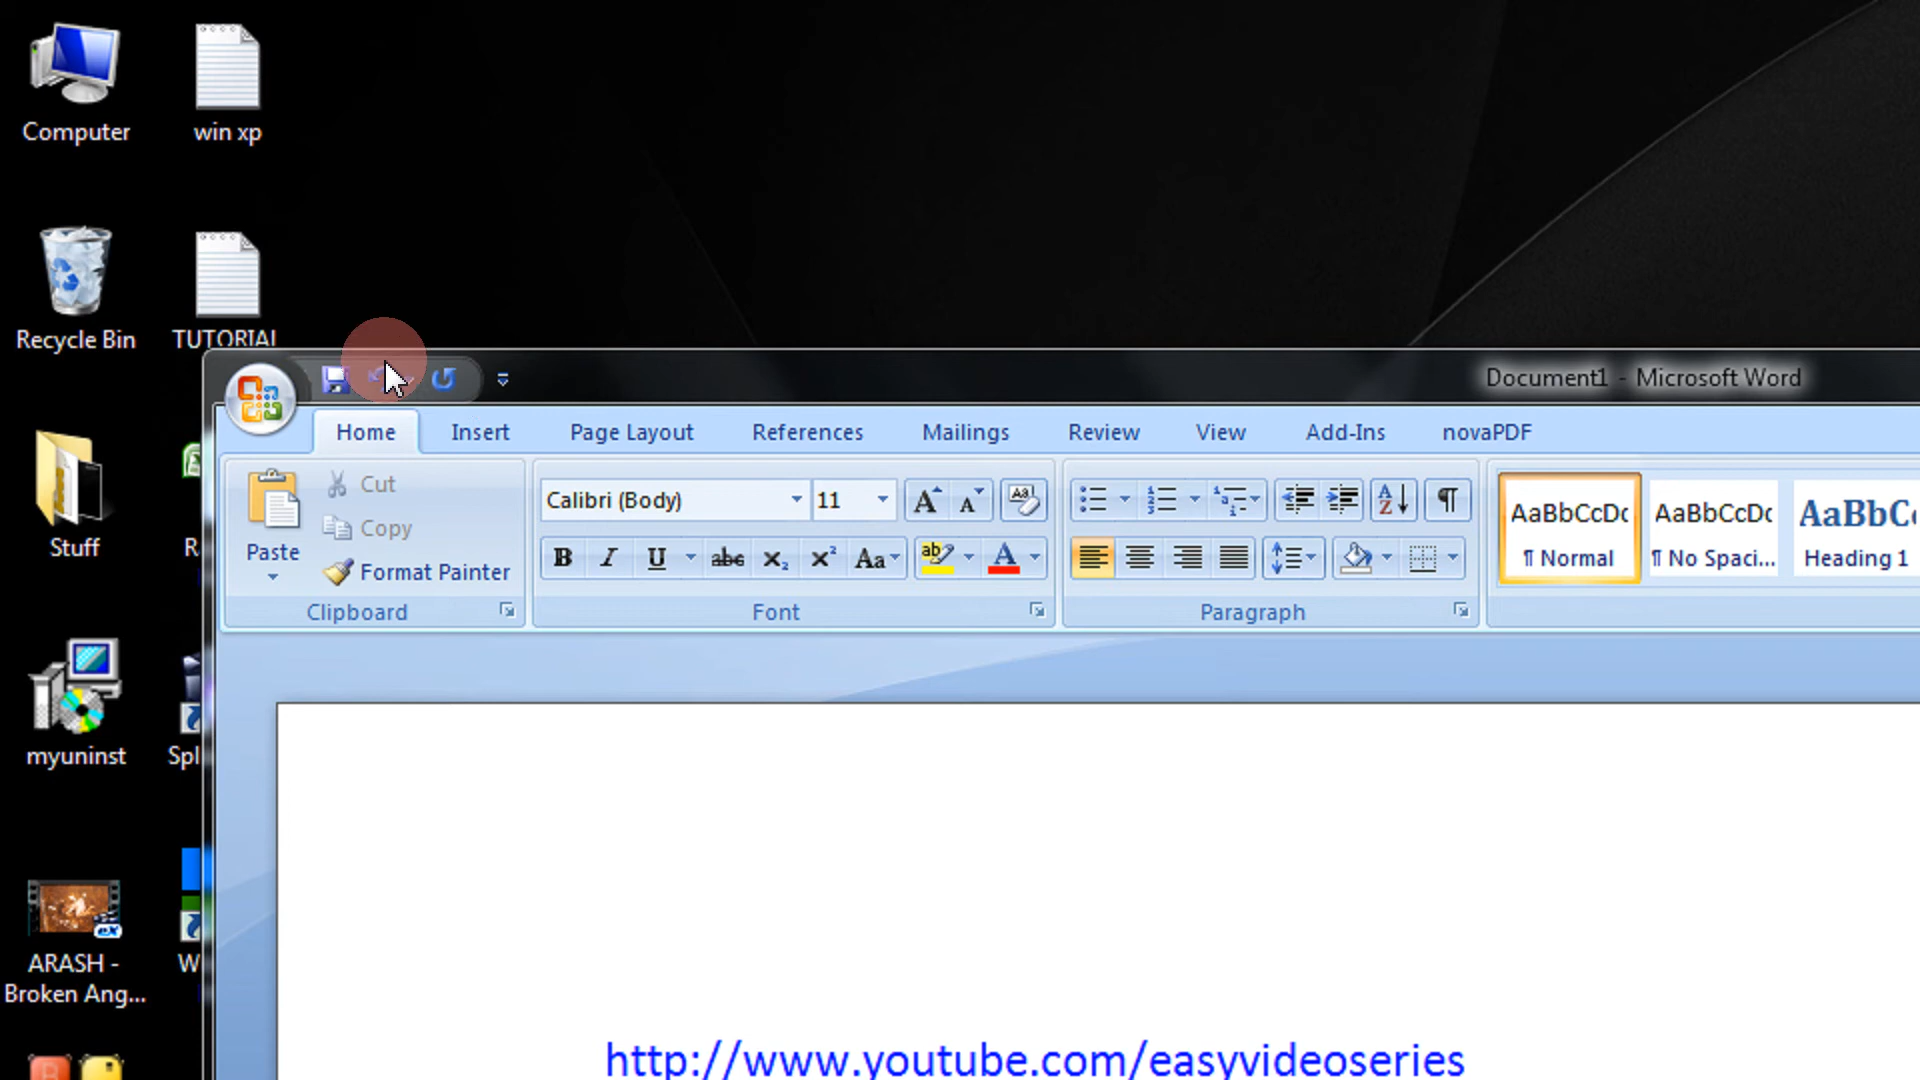 Computer
win xp
Recycle Bin
TUTORIAL
Document1 - Microsoft Word
Home Insert Page Layout References Mailings Review View Add-Ins novaPDF
Cut
Copy
Paste
Format Painter
Clipboard
Calibri (Body) 11
Font
Paragraph
AaBbCcDc
¶ Normal
AaBbCcDc
¶ No Spaci...
AaBbC
Heading 1
Stuff
R
myuninst
Spl
ARASH -
Broken Ang...
W
http://www.youtube.com/easyvideoseries